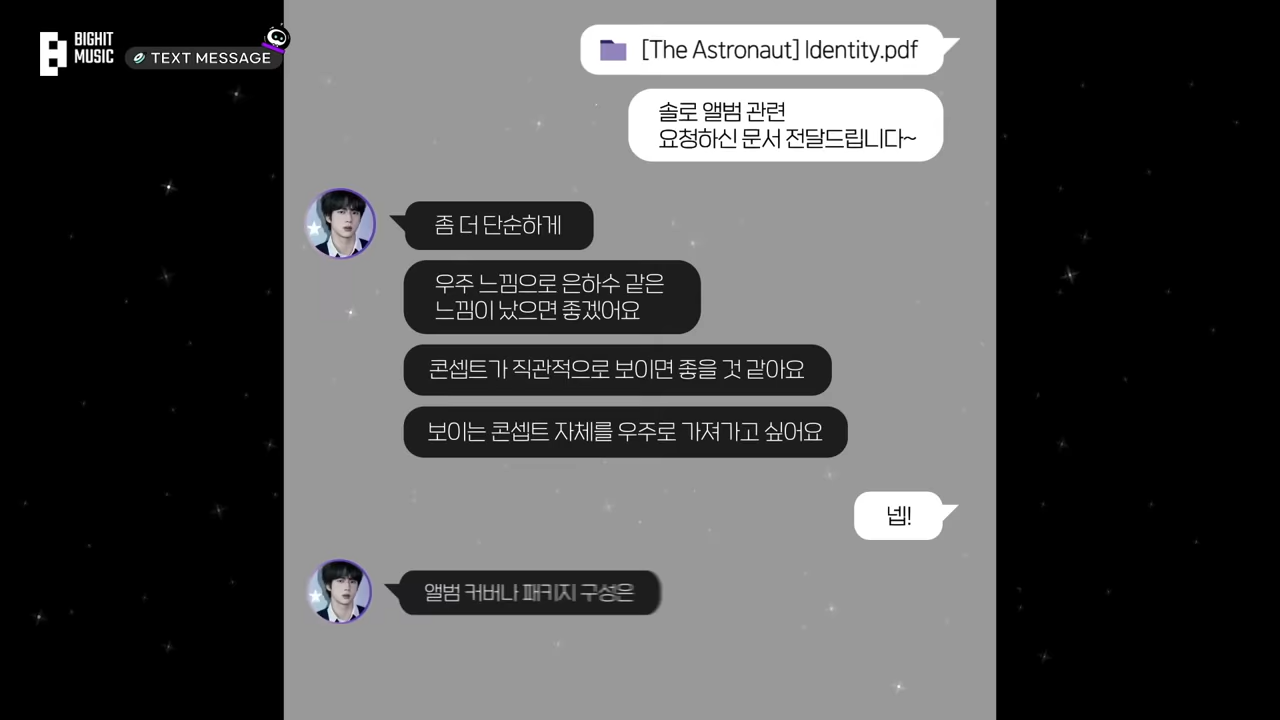 BIGHIT
MUSIC
TEXT MESSAGE
[The Astronaut] Identity.pdf
솔로 앨범 관련
요청하신 문서 전달드립니다~
좀 더 단순하게
우주 느낌으로 은하수 같은
느낌이 났으면 좋겠어요
콘셉트가 직관적으로 보이면 좋을 것 같아요
보이는 콘셉트 자체를 우주로 가져가고 싶어요
넵!
앨범 커버나 패키지 구성은